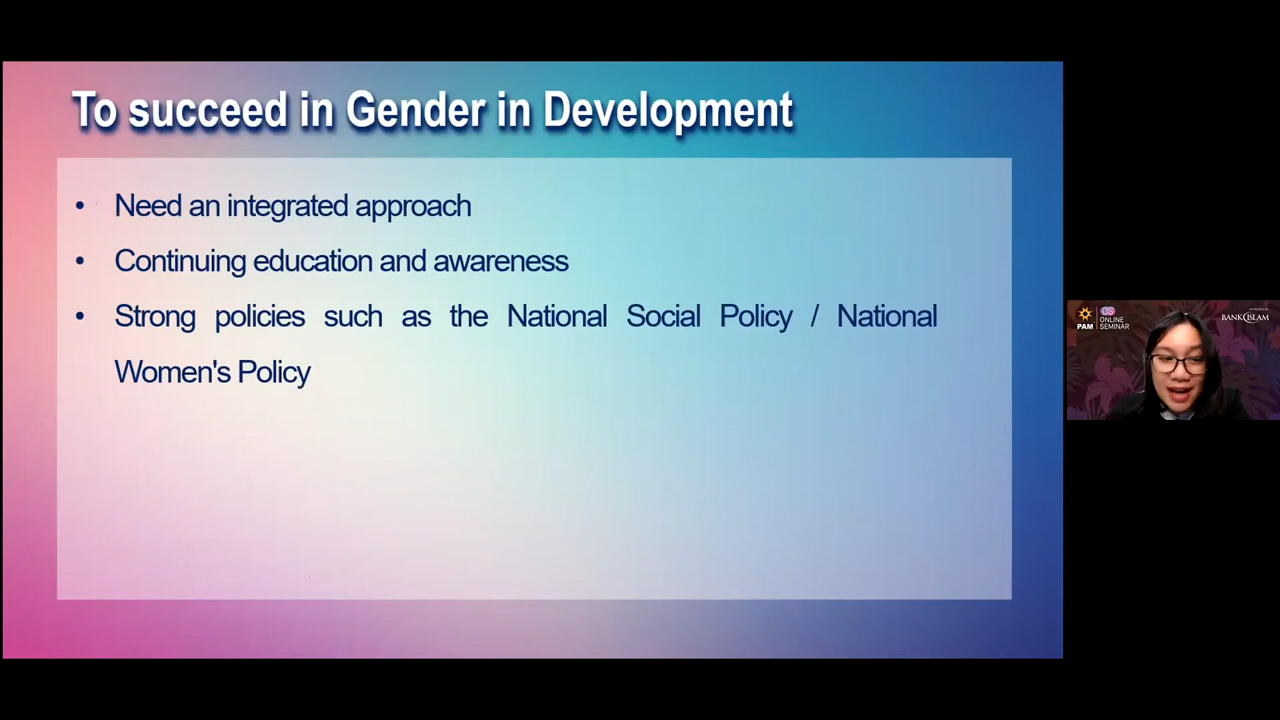 To succeed in Gender in Development
• Need an integrated approach
• Continuing education and awareness
• Strong policies such as the National Social Policy / National
Women's Policy
PAM
OS
ONLINE
SEMINAR
BANK ISLAM